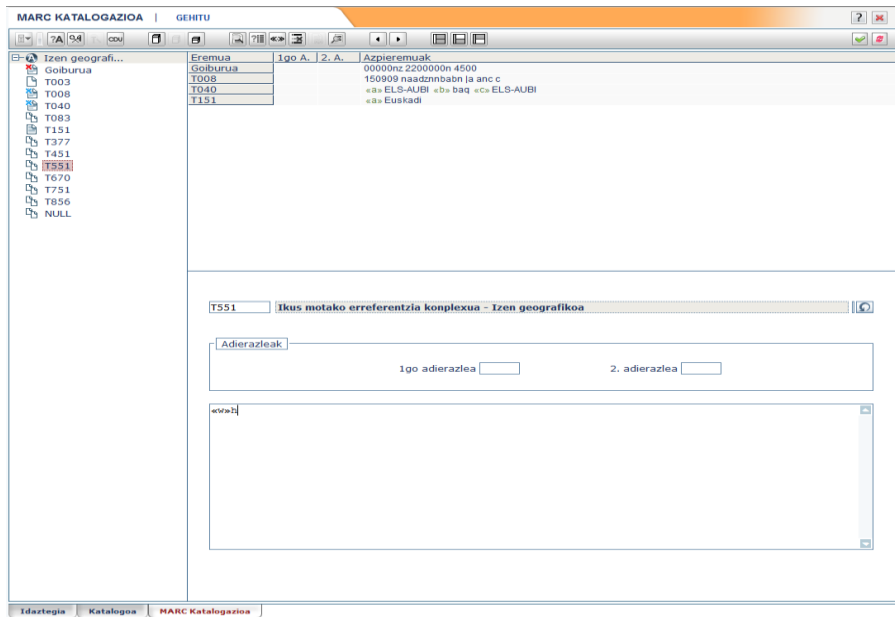 MARC KATALOGAZIOA | GEHITU
Izen geografi...
Goiburua
T003
T008
T040
T083
T151
T377
T451
T551
T670
T751
T856
NULL
Eremua 1go A. 2. A. Azpieremuak
Goiburua 00000nz 2200000n 4500
T008 150909 naadznnbabn |a anc c
T040 «a» ELS-AUBI «b» baq «c» ELS-AUBI
T151 «a» Euskadi
T551 Ikus motako erreferentzia konplexua - Izen geografikoa
Adierazleak
1go adierazlea 2. adierazlea
«w»h
Idaztegia Katalogoa MARC Katalogazioa